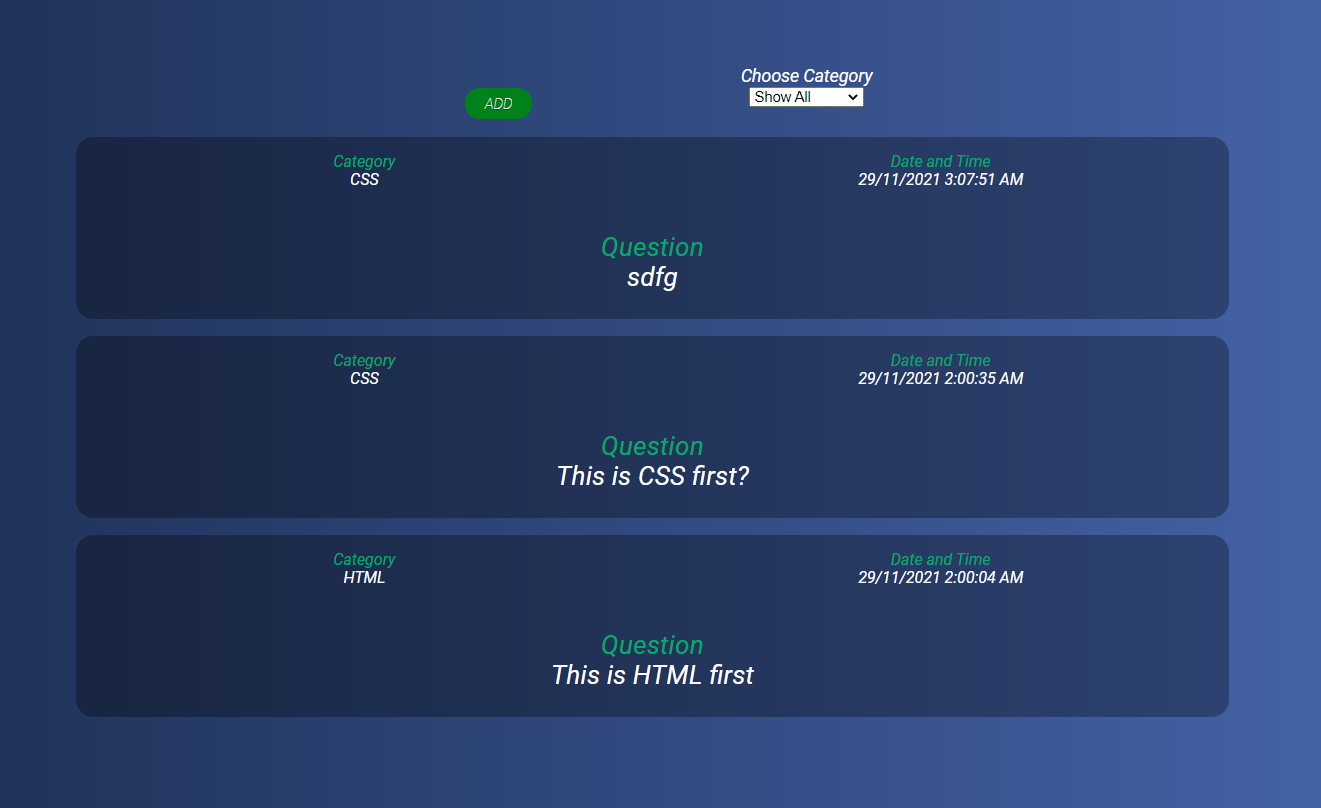 Choose Category
Show All
ADD
Category
CSS
Date and Time
29/11/2021 3:07:51 AM
Question
sdfg
Category
CSS
Date and Time
29/11/2021 2:00:35 AM
Question
This is CSS first?
Category
HTML
Date and Time
29/11/2021 2:00:04 AM
Question
This is HTML first